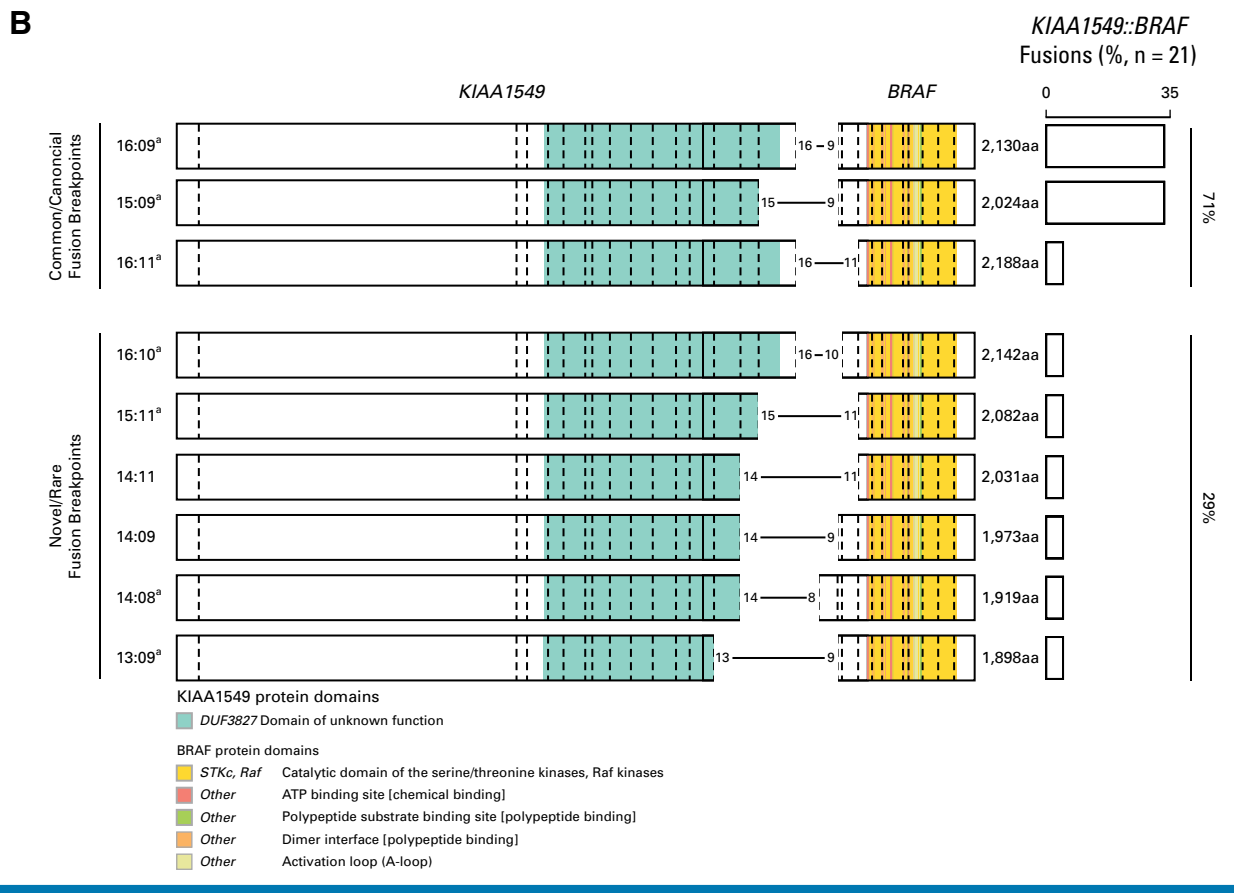 B
KIAA1549::BRAF
Fusions (%, n = 21)
KIAA1549
BRAF
0
35
Common/Canoncial
Fusion Breakpoints
16:09a
16
9
2,130aa
15:09a
15
9
2,024aa
16:11a
16
11
2,188aa
71%
Novel/Rare
Fusion Breakpoints
16:10a
16
10
2,142aa
15:11a
15
11
2,082aa
14:11
14
11
2,031aa
14:09
14
9
1,973aa
14:08a
14
8
1,919aa
13:09a
13
9
1,898aa
29%
KIAA1549 protein domains
DUF3827 Domain of unknown function
BRAF protein domains
STKc, Raf Catalytic domain of the serine/threonine kinases, Raf kinases
Other ATP binding site [chemical binding]
Other Polypeptide substrate binding site [polypeptide binding]
Other Dimer interface [polypeptide binding]
Other Activation loop (A-loop)